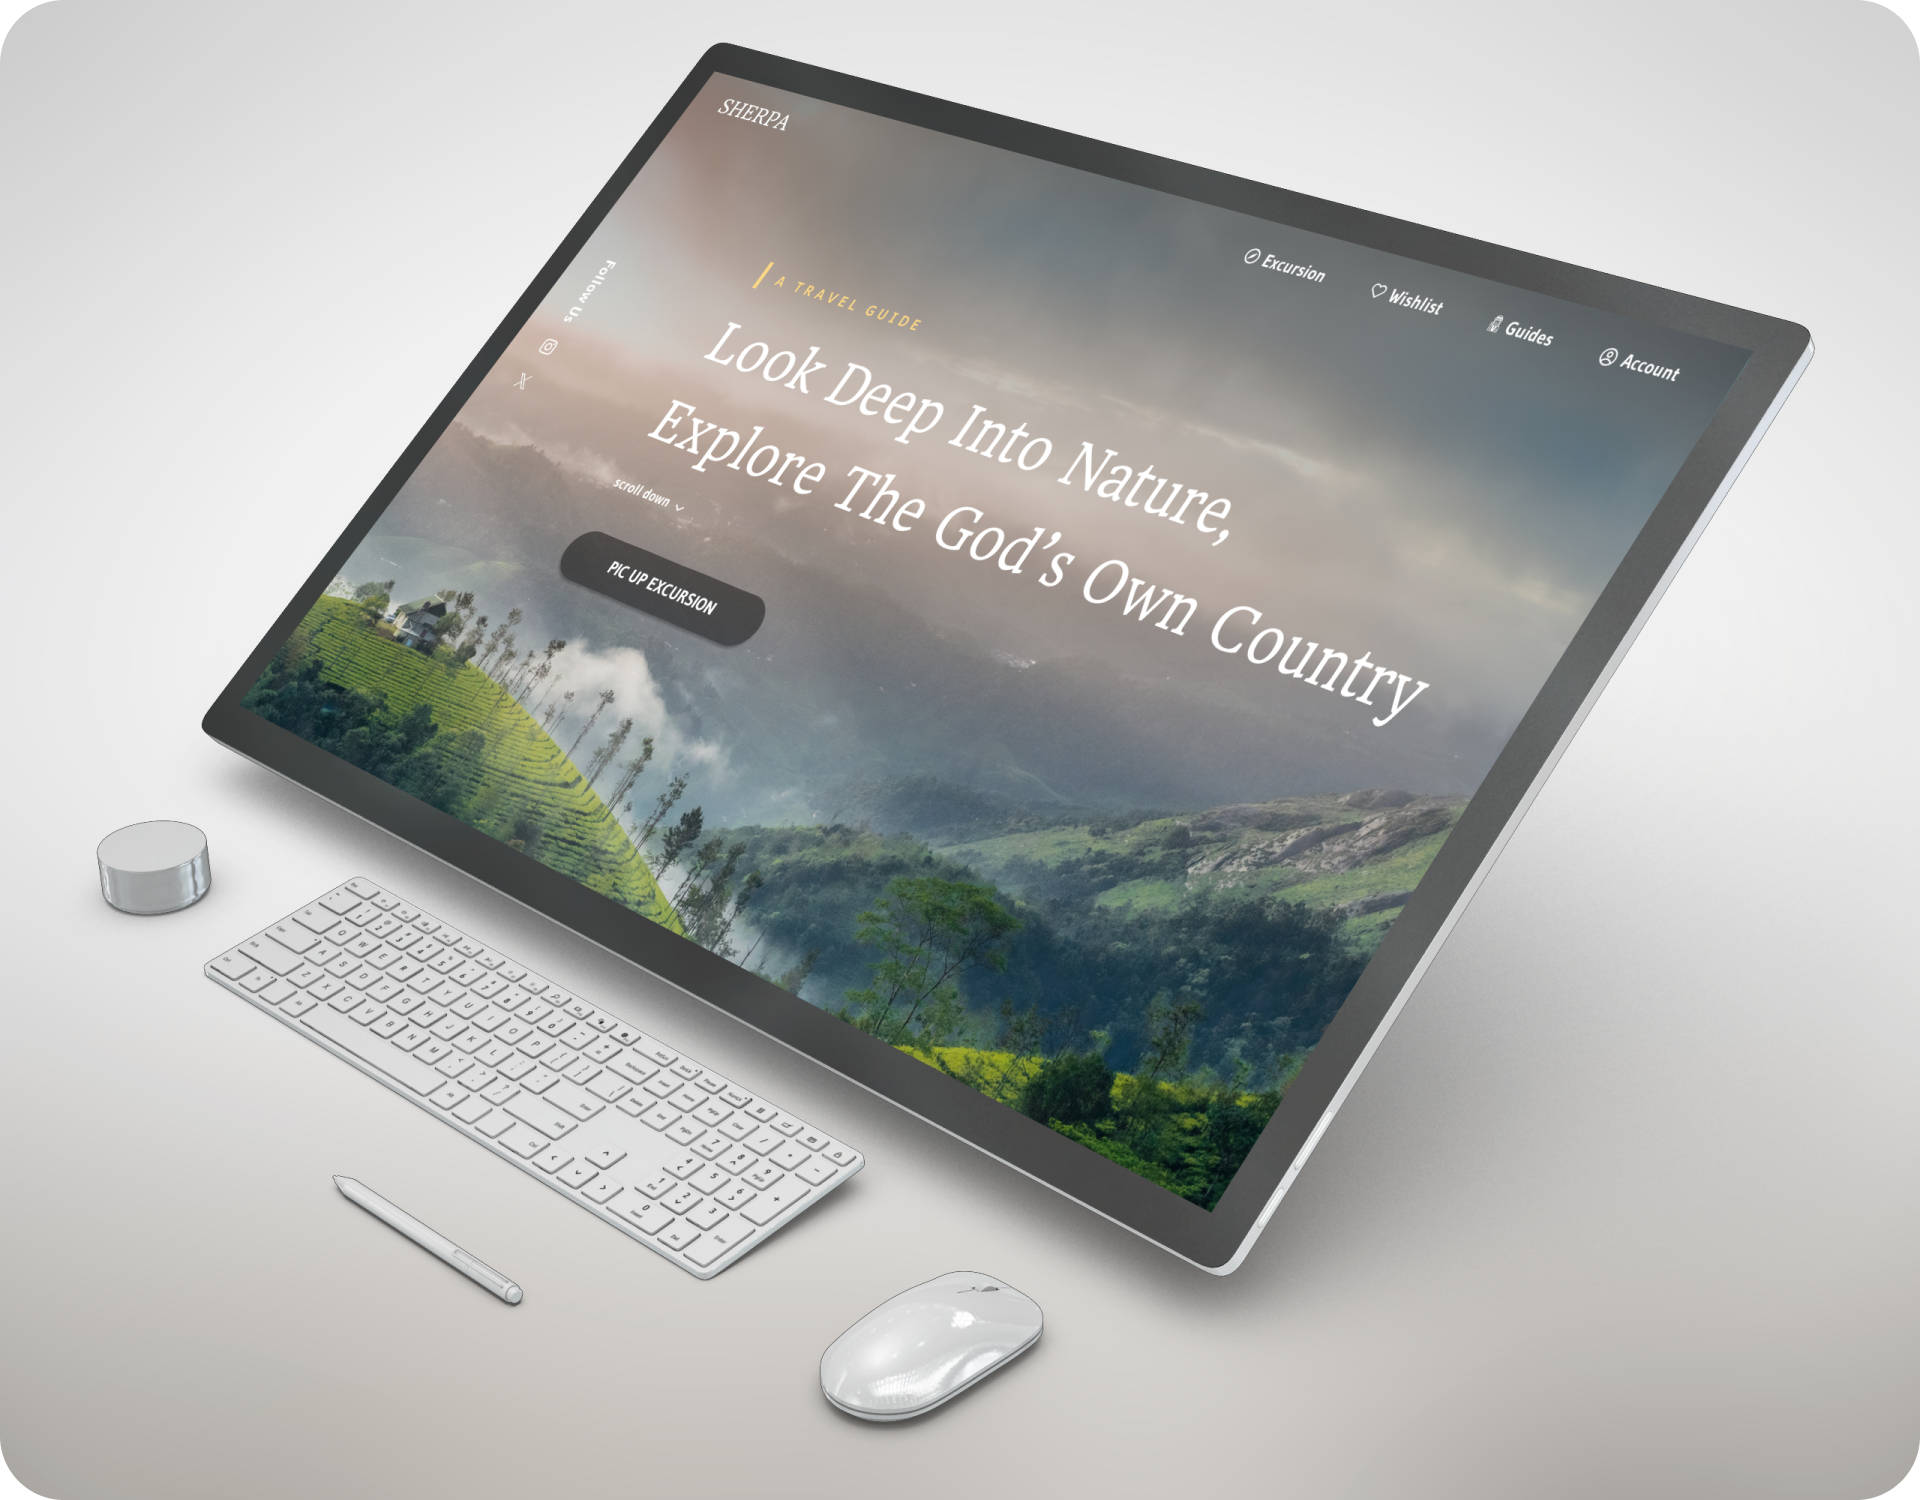 SHERPA
Excursion
Wishlist
Guides
Account
Follow Us
A TRAVEL GUIDE
Look Deep Into Nature,
Explore The God's Own Country
scroll down
PIC UP EXCURSION